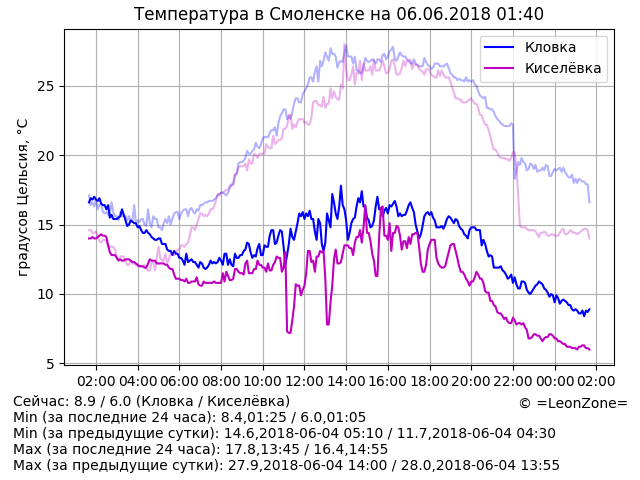 Температура в Смоленске на 06.06.2018 01:40
Кловка
Киселёвка
градусов Цельсия, °C
25
20
15
10
5
02:00 04:00 06:00 08:00 10:00 12:00 14:00 16:00 18:00 20:00 22:00 00:00 02:00
Сейчас: 8.9 / 6.0 (Кловка / Киселёвка)
© =LeonZone=
Min (за последние 24 часа): 8.4,01:25 / 6.0,01:05
Min (за предыдущие сутки): 14.6,2018-06-04 05:10 / 11.7,2018-06-04 04:30
Max (за последние 24 часа): 17.8,13:45 / 16.4,14:55
Max (за предыдущие сутки): 27.9,2018-06-04 14:00 / 28.0,2018-06-04 13:55